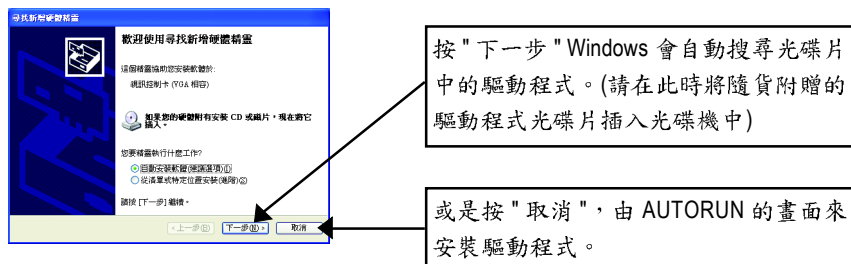 尋找新增硬體精靈
歡迎使用尋找新增硬體精靈
這個精靈協助您安裝軟體於:
視訊控制卡 (VGA 相容)
如果您的硬體附有安裝 CD 或磁片，現在將它
插入。
您要精靈執行什麼工作?
自動安裝軟體(建議選項)(I)
從清單或特定位置安裝(進階)(S)
請按 [下一步] 繼續。
<上一步(B) 下一步(N)> 取消
按 " 下一步 " Windows 會自動搜尋光碟片
中的驅動程式。(請在此時將隨貨附贈的
驅動程式光碟片插入光碟機中)
或是按 " 取消 "，由 AUTORUN 的畫面來
安裝驅動程式。